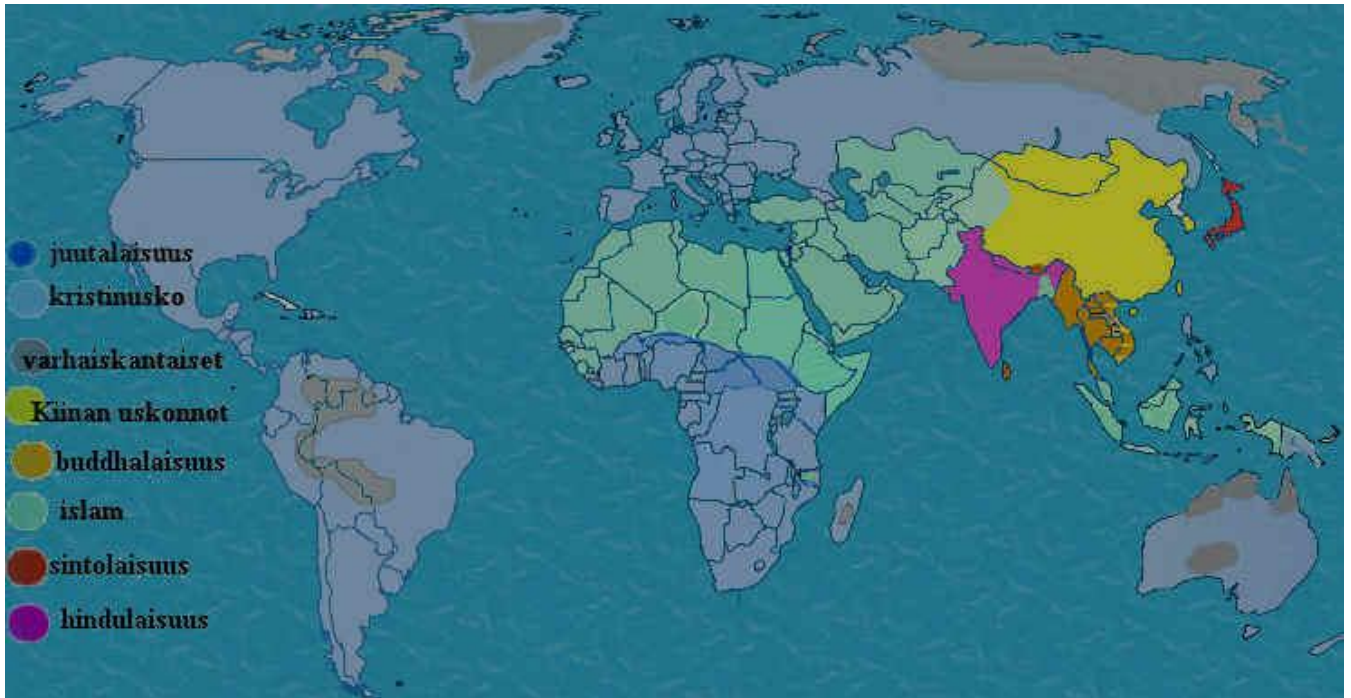 juutalaisuus
kristinusko
varhaiskantaiset
Kiinan uskonnot
buddhalaisuus
islam
sintolaisuus
hindulaisuus